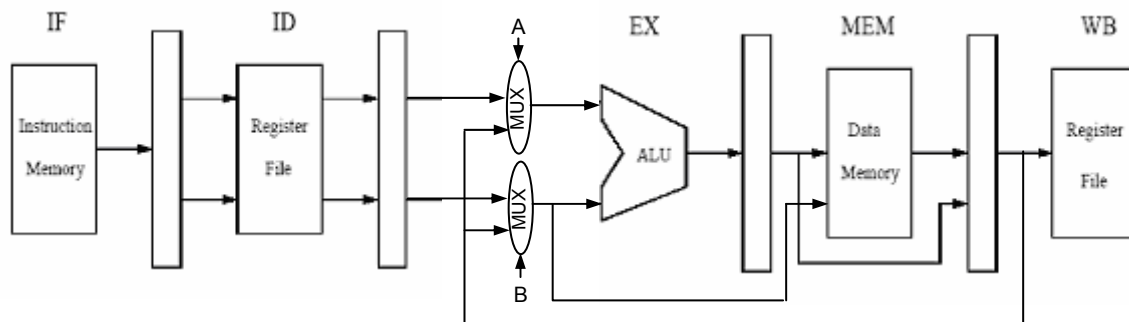 IF
ID
A
EX
MEM
WB
Instruction
Memory
Register
File
MUX
MUX
ALU
Data
Memory
Register
File
B